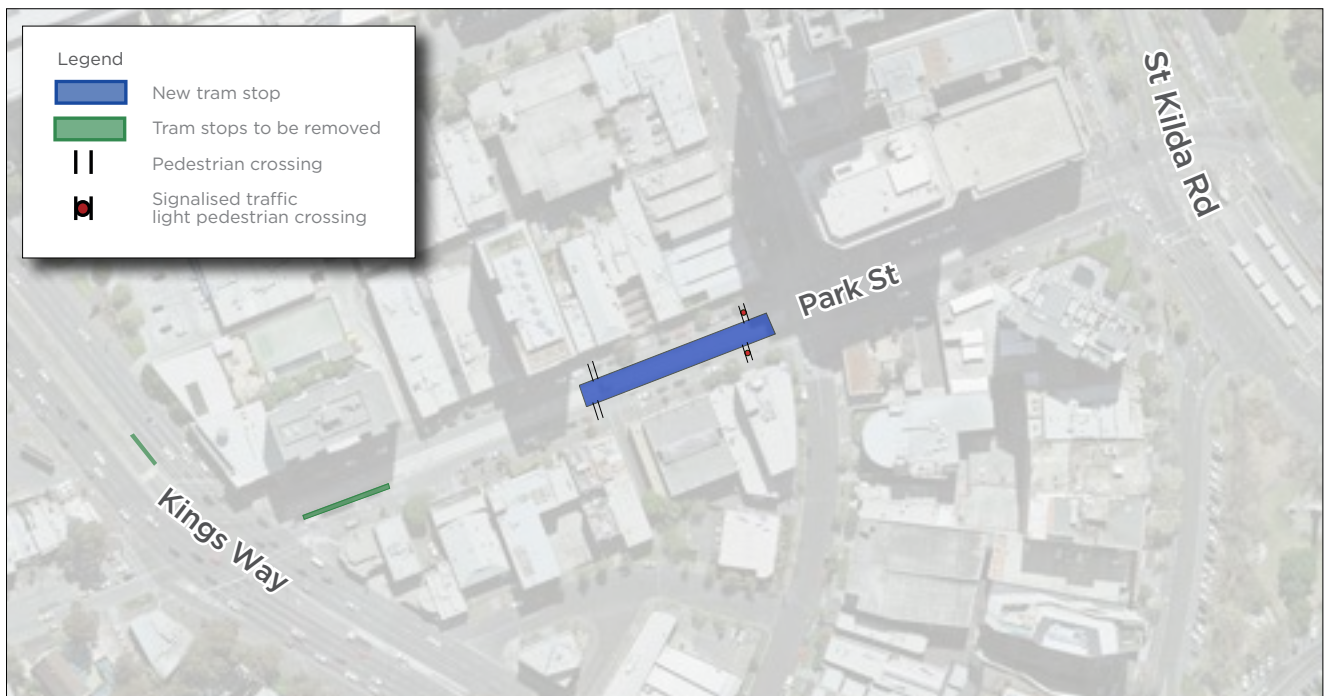 Legend
New tram stop
Tram stops to be removed
Pedestrian crossing
Signalised traffic
light pedestrian crossing
St Kilda Rd
Park St
Kings Way